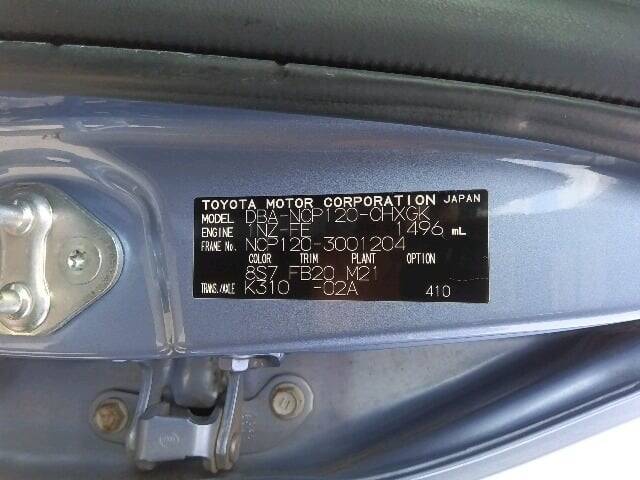 TOYOTA MOTOR CORPORATION JAPAN
MODEL DBA-NCP120-CHXGK
1NZ-FE 1496 mL
FRAME No. NCP120-3001204
COLOR TRIM PLANT OPTION
8S7 FB20 M21
TRANS./AXLE K310 -02A 410